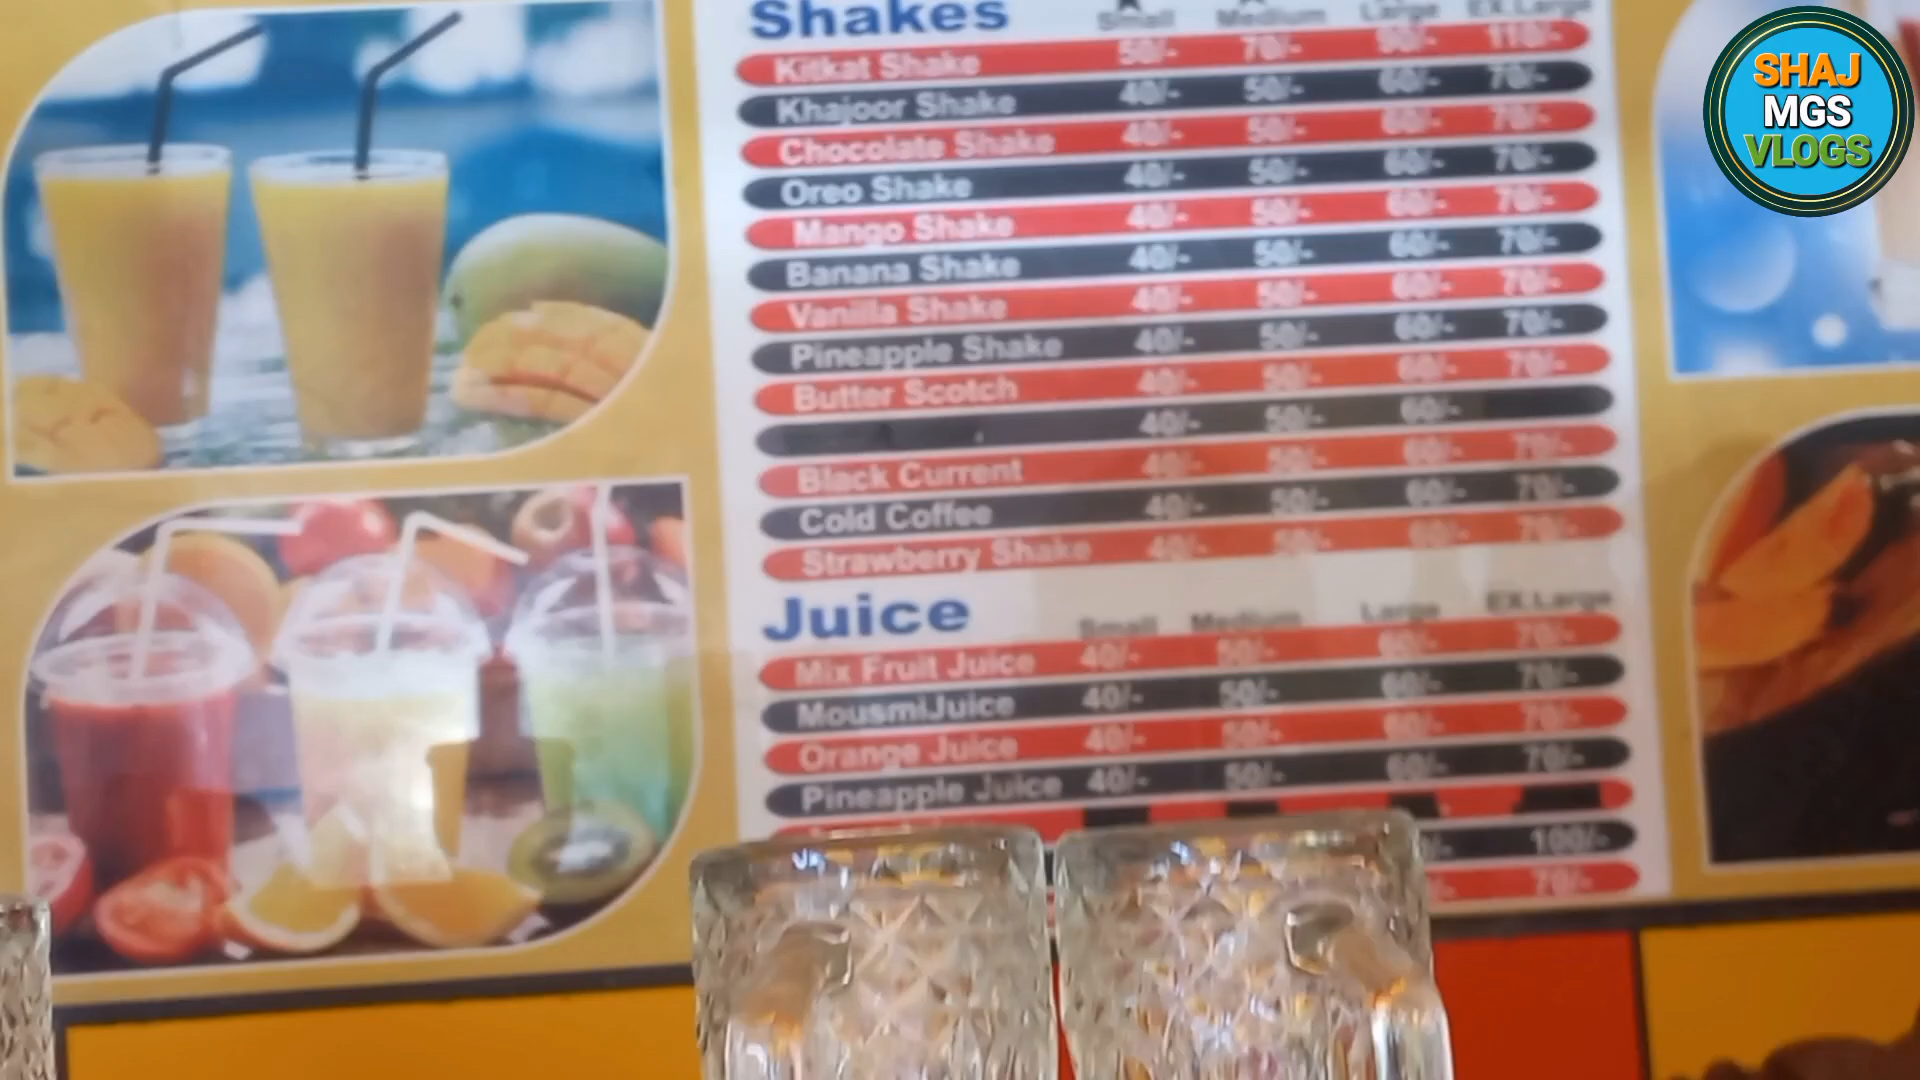 Shakes Small Medium Large EX.Large
Kitkat Shake 50/- 70/- 90/- 110/-
Khajoor Shake 40/- 50/- 60/- 70/-
Chocolate Shake 40/- 50/- 60/- 70/-
Oreo Shake 40/- 50/- 60/- 70/-
Mango Shake 40/- 50/- 60/- 70/-
Banana Shake 40/- 50/- 60/- 70/-
Vanilla Shake 40/- 50/- 60/- 70/-
Pineapple Shake 40/- 50/- 60/- 70/-
Butter Scotch 40/- 50/- 60/- 70/-
40/- 50/- 60/-
Black Current 40/- 50/- 60/- 70/-
Cold Coffee 40/- 50/- 60/- 70/-
Strawberry Shake 40/- 50/- 60/- 70/-
Juice Small Medium Large EX.Large
Mix Fruit Juice 40/- 50/- 60/- 70/-
MousmiJuice 40/- 50/- 60/- 70/-
Orange Juice 40/- 50/- 60/- 70/-
Pineapple Juice 40/- 50/- 60/- 70/-
100/-
70/-
SHAJ
MGS
VLOGS